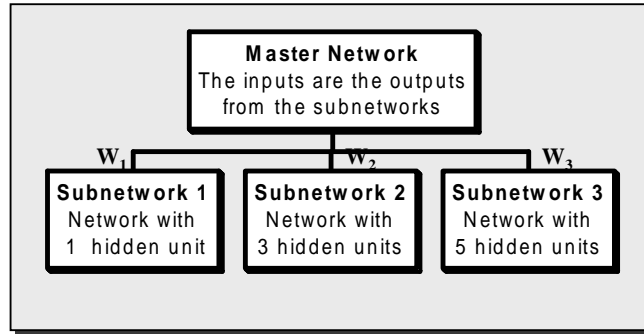 Master Network
The inputs are the outputs
from the subnetworks
W1 W2 W3
Subnetwork 1
Network with
1 hidden unit
Subnetwork 2
Network with
3 hidden units
Subnetwork 3
Network with
5 hidden units